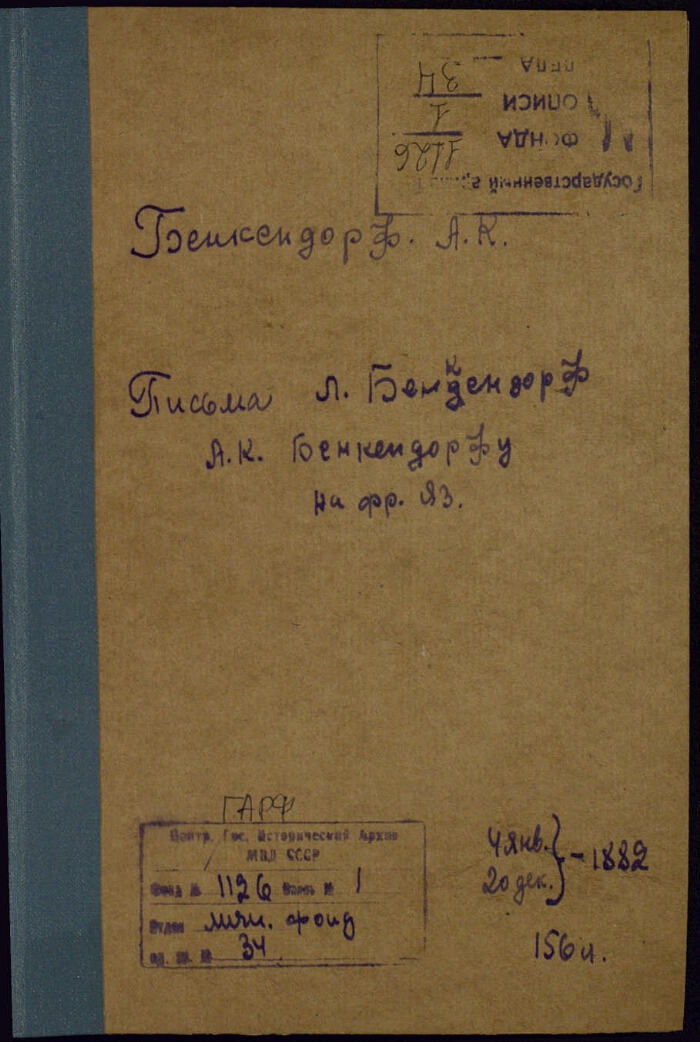 Государственный
ФОНДА 1126
ОПИСИ 1
ДЕЛА 34
Бенкендорф. А.К.
Письма Л. Бенкендорф
А.К. Бенкендорфу
на фр. яз.
ГАРФ
Центр. Гос. Исторический Архив
МВД СССР
Фонд № 1126 Опись № 1
Отдел личн. фонд
ед. хр. № 34
4 янв.
20 дек. } - 1882
156 л.